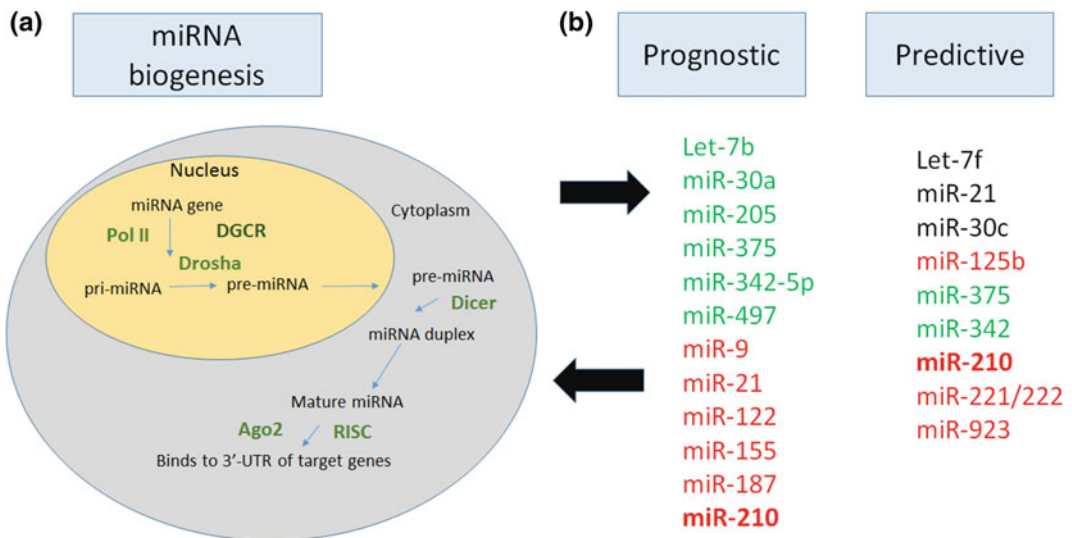 (a)
miRNA
biogenesis
Nucleus
miRNA gene
Pol II
DGCR
Drosha
pri-miRNA
pre-miRNA
Cytoplasm
pre-miRNA
Dicer
miRNA duplex
Mature miRNA
Ago2
RISC
Binds to 3'-UTR of target genes
(b)
Prognostic
Let-7b
miR-30a
miR-205
miR-375
miR-342-5p
miR-497
miR-9
miR-21
miR-122
miR-155
miR-187
miR-210
Predictive
Let-7f
miR-21
miR-30c
miR-125b
miR-375
miR-342
miR-210
miR-221/222
miR-923